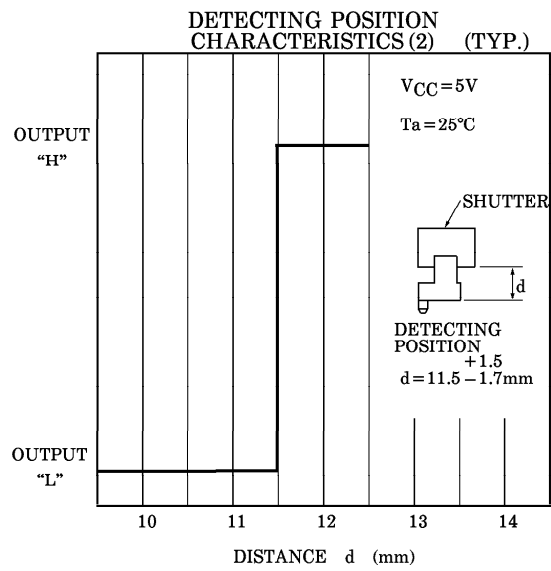 DETECTING POSITION
CHARACTERISTICS (2) (TYP.)
VCC = 5V
Ta = 25°C
OUTPUT
“H”
SHUTTER
d
DETECTING
POSITION
+ 1.5
d = 11.5 – 1.7mm
OUTPUT
“L”
10 11 12 13 14
DISTANCE d (mm)